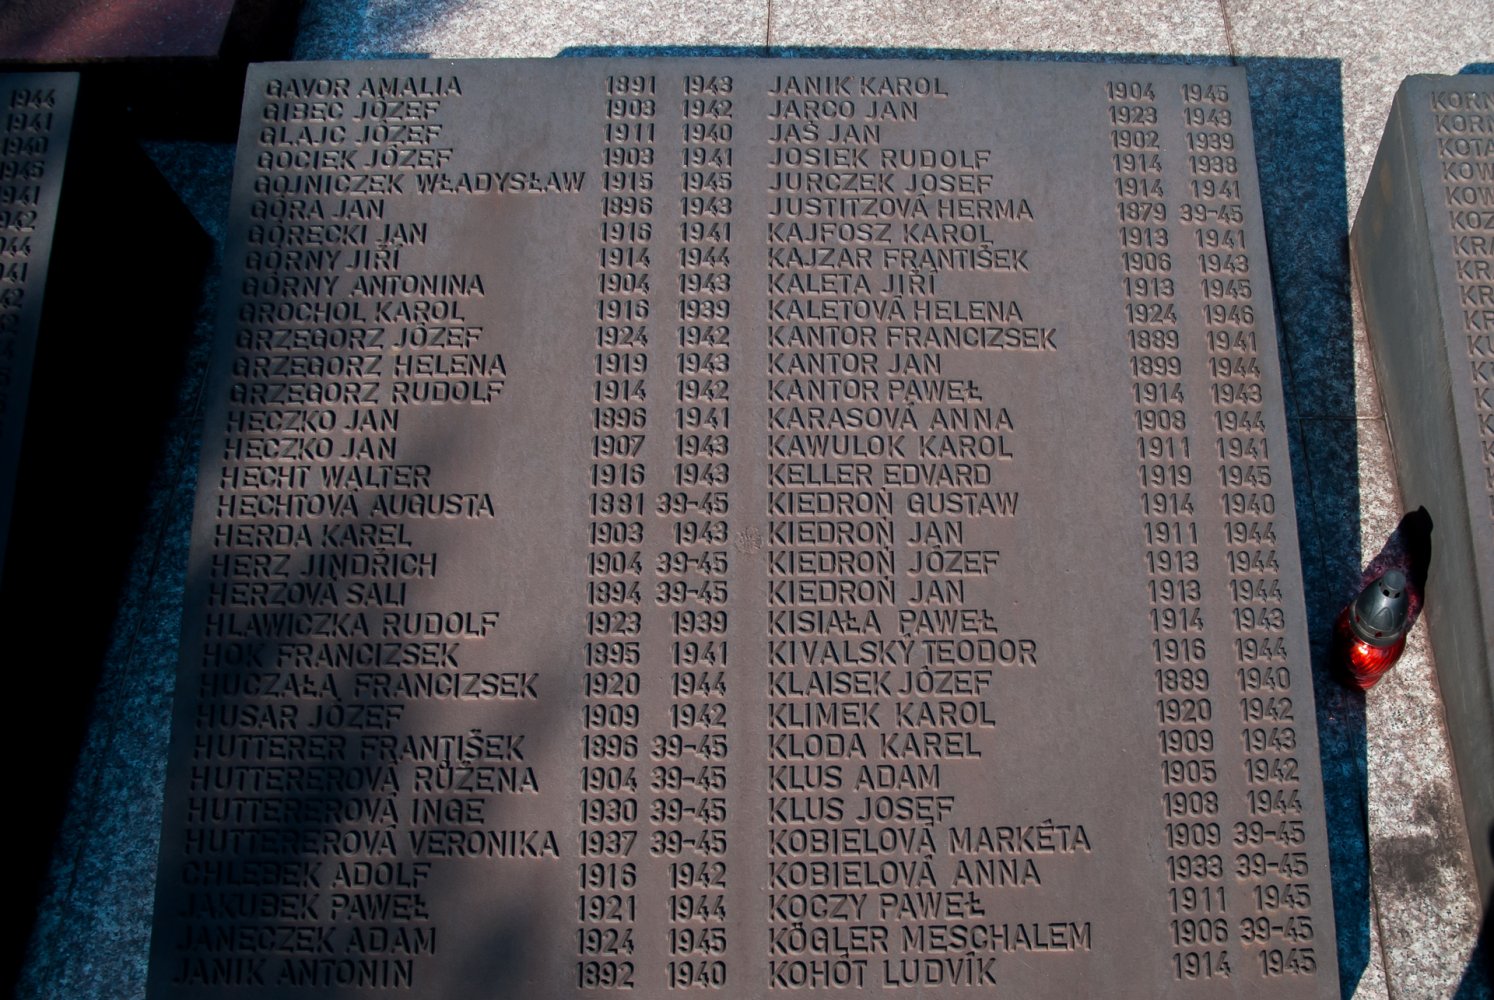 1944
1941
1940
1945
1941
1942
1944
1941
GAVOR AMALIA 1891 1943
GIBEC JÓZEF 1903 1942
GLAJC JÓZEF 1911 1940
GOCIEK JÓZEF 1903 1941
GOJNICZEK WŁADYSŁAW 1915 1945
GÓRA JAN 1896 1943
GÓRECKI JAN 1916 1941
GÓRNY JIŘÍ 1914 1944
GÓRNY ANTONINA 1904 1943
GROCHOL KAROL 1916 1939
GRZEGORZ JÓZEF 1924 1942
GRZEGORZ HELENA 1919 1943
GRZEGORZ RUDOLF 1914 1942
HECZKO JAN 1896 1941
HECZKO JAN 1907 1943
HECHT WALTER 1916 1943
HECHTOVÁ AUGUSTA 1881 39-45
HERDA KAREL 1903 1943
HERZ JINDŘICH 1904 39-45
HERZOVÁ SALI 1894 39-45
HLAWICZKA RUDOLF 1923 1939
HOK FRANCIZSEK 1895 1941
HUCZAŁA FRANCIZSEK 1920 1944
HUSAR JÓZEF 1909 1942
HUTTERER FRANTIŠEK 1896 39-45
HUTTEREROVÁ RŮŽENA 1904 39-45
HUTTEREROVÁ INGE 1930 39-45
HUTTEREROVÁ VERONIKA 1937 39-45
CHLEBEK ADOLF 1916 1942
JAKUBEK PAWEŁ 1921 1944
JANECZEK ADAM 1924 1945
JANIK ANTONIN 1892 1940
JANIK KAROL 1904 1945
JARCO JAN 1923 1943
JAŚ JAN 1902 1939
JOSIEK RUDOLF 1914 1938
JURCZEK JOSEF 1914 1941
JUSTITZOVÁ HERMA 1879 39-45
KAJFOSZ KAROL 1913 1941
KAJZAR FRANTIŠEK 1906 1943
KALETA JIŘÍ 1913 1945
KALETOVÁ HELENA 1924 1946
KANTOR FRANCIZSEK 1889 1941
KANTOR JAN 1899 1944
KANTOR PAWEŁ 1914 1943
KARASOVÁ ANNA 1908 1944
KAWULOK KAROL 1911 1941
KELLER EDVARD 1919 1945
KIEDROŃ GUSTAW 1914 1940
KIEDROŃ JAN 1911 1944
KIEDROŃ JÓZEF 1913 1944
KIEDROŃ JAN 1913 1944
KISIAŁA PAWEŁ 1914 1943
KIVALSKÝ TEODOR 1916 1944
KLAISEK JÓZEF 1889 1940
KLIMEK KAROL 1920 1942
KLODA KAREL 1909 1943
KLUS ADAM 1905 1942
KLUS JOSEF 1908 1944
KOBIELOVÁ MARKÉTA 1909 39-45
KOBIELOVÁ ANNA 1933 39-45
KOCZY PAWEŁ 1911 1945
KÖGLER MESCHALEM 1906 39-45
KOHÓT LUDVÍK 1914 1945